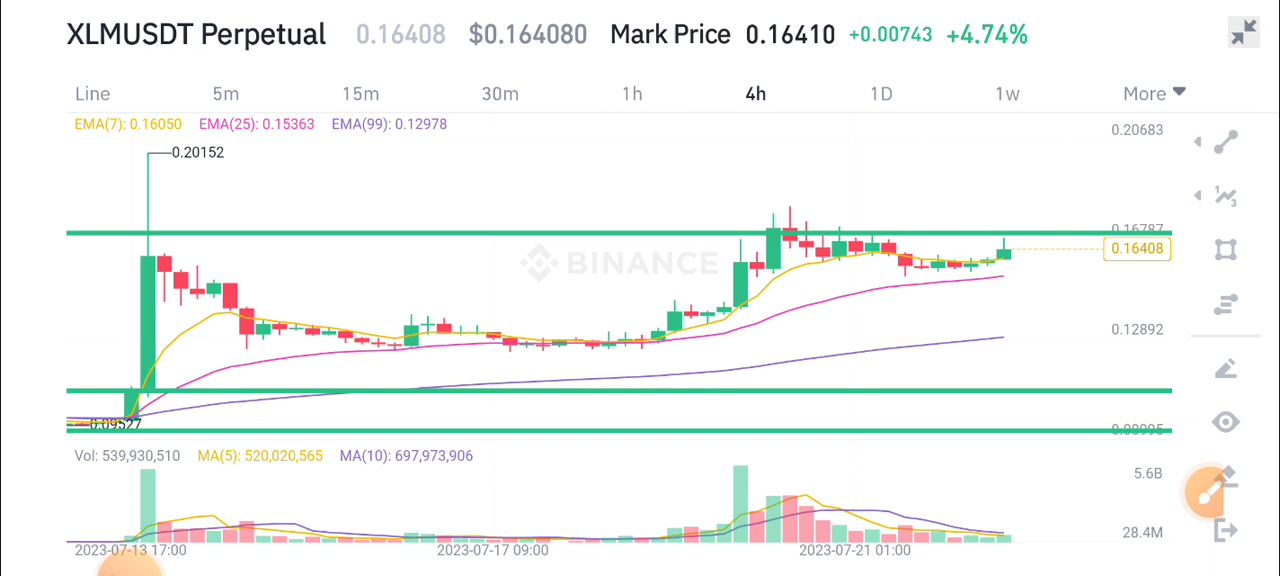 XLMUSDT Perpetual 0.16408 $0.164080 Mark Price 0.16410 +0.00743 +4.74%
Line 5m 15m 30m 1h 4h 1D 1w More
EMA(7): 0.16050 EMA(25): 0.15363 EMA(99): 0.12978
0.20683
0.20152
0.16787
0.16408
BINANCE
0.12892
0.09527
0.08995
Vol: 539,930,510 MA(5): 520,020,565 MA(10): 697,973,906
5.6B
28.4M
2023-07-13 17:00 2023-07-17 09:00 2023-07-21 01:00